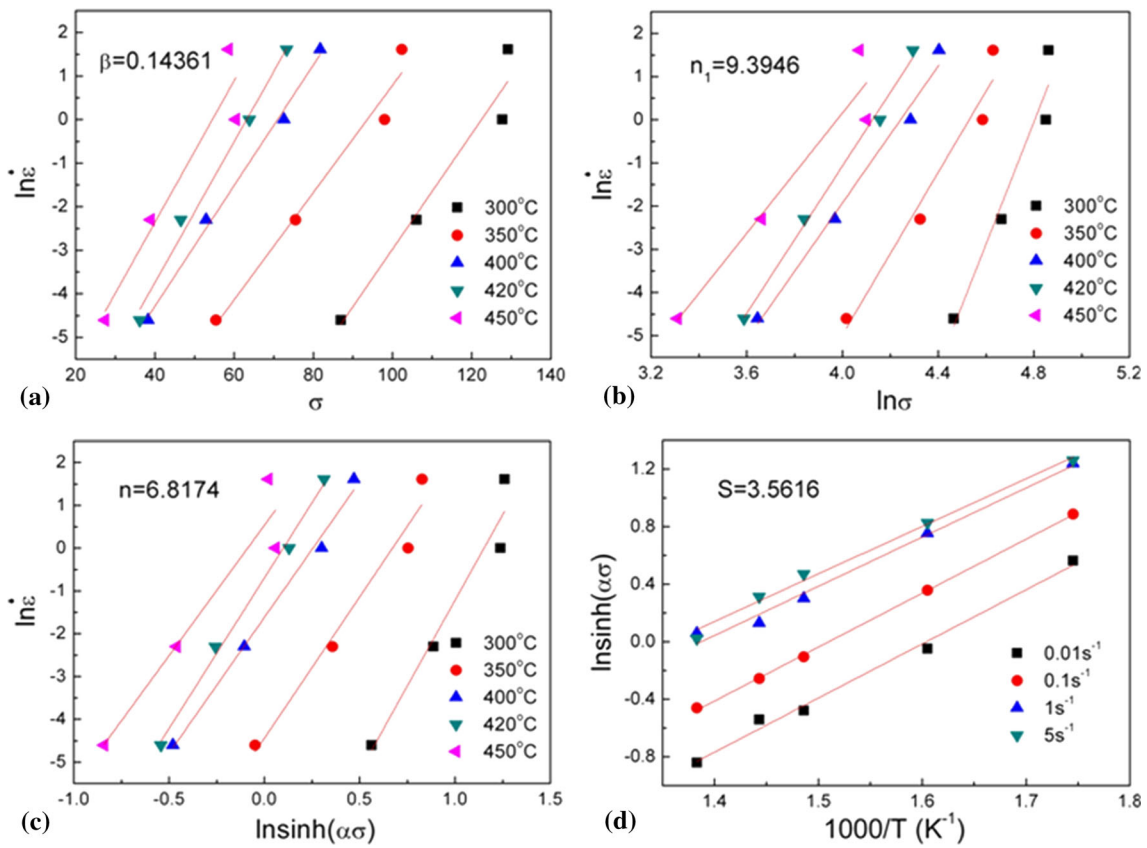 β=0.14361
lnε̇
2
1
0
-1
-2
-3
-4
-5
300°C
350°C
400°C
420°C
450°C
20 40 60 80 100 120 140
σ
(a)
n₁=9.3946
lnε̇
2
1
0
-1
-2
-3
-4
-5
300°C
350°C
400°C
420°C
450°C
3.2 3.6 4.0 4.4 4.8 5.2
lnσ
(b)
n=6.8174
lnε̇
2
1
0
-1
-2
-3
-4
-5
300°C
350°C
400°C
420°C
450°C
-1.0 -0.5 0.0 0.5 1.0 1.5
lnsinh(ασ)
(c)
S=3.5616
lnsinh(ασ)
1.2
0.8
0.4
0.0
-0.4
-0.8
0.01s⁻¹
0.1s⁻¹
1s⁻¹
5s⁻¹
1.4 1.5 1.6 1.7 1.8
1000/T (K⁻¹)
(d)